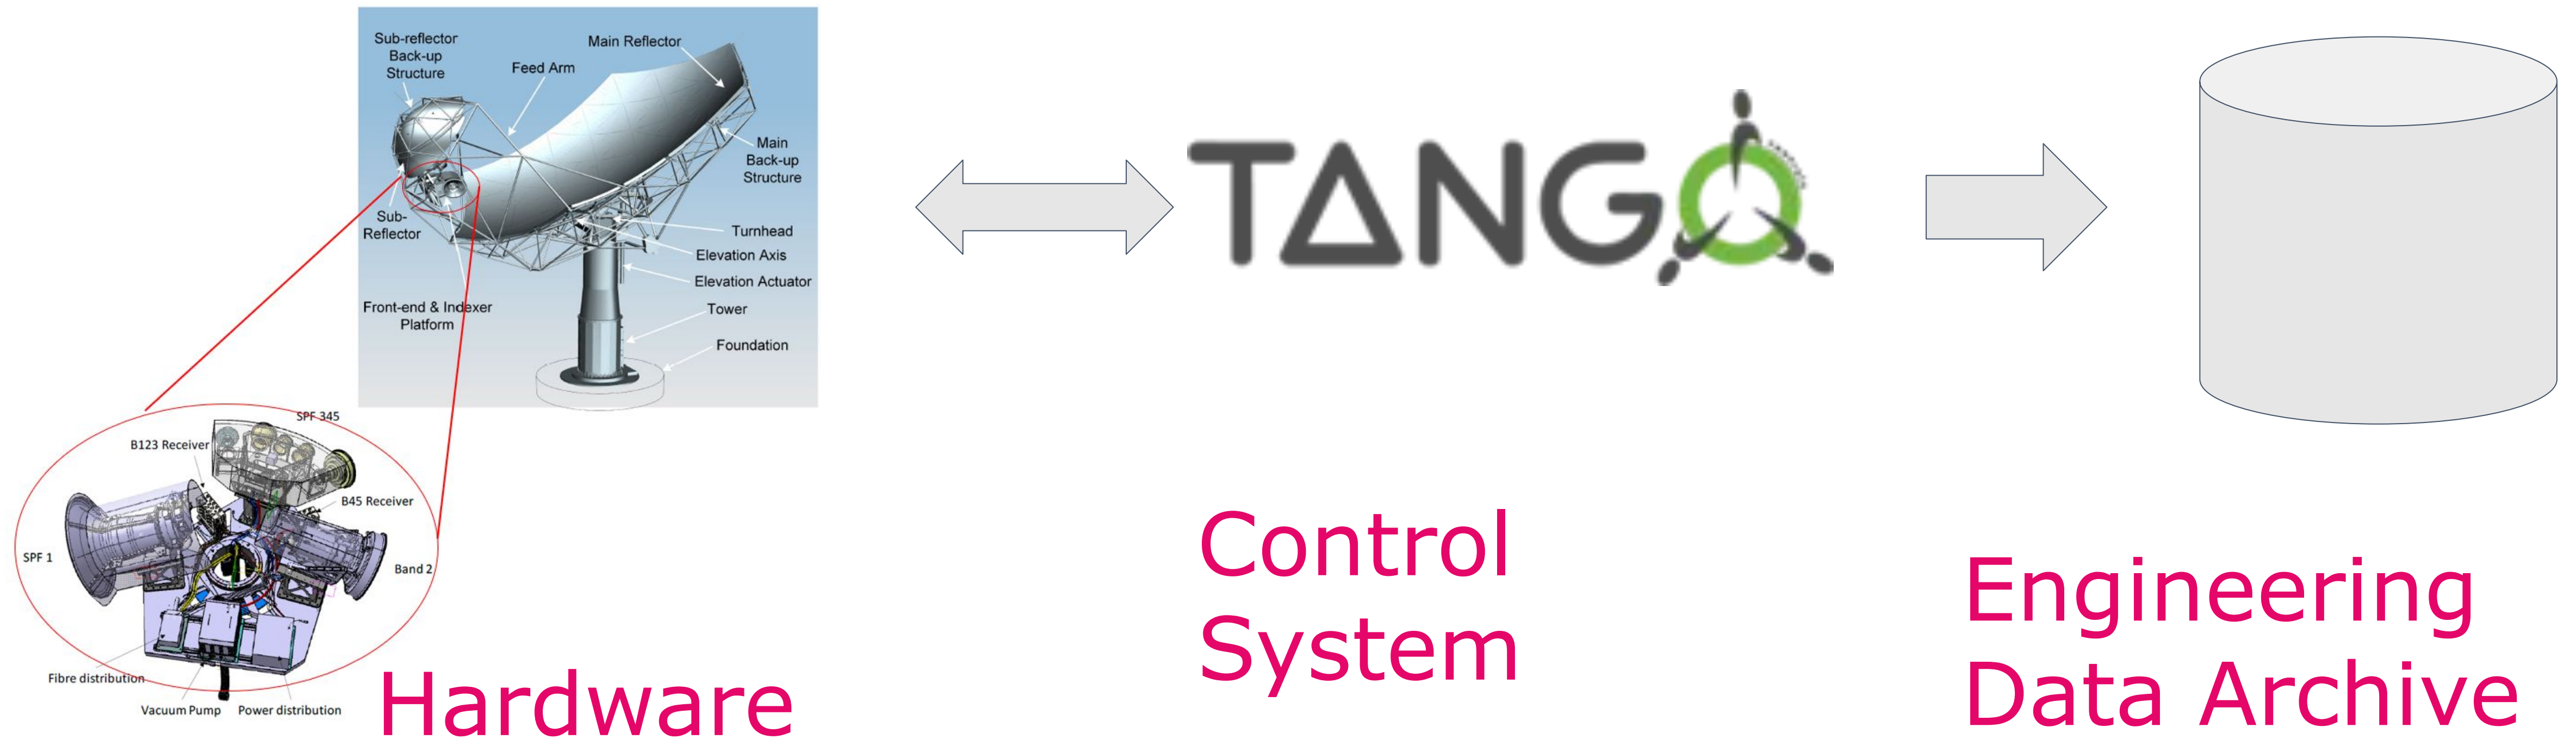 Sub-reflector
Back-up
Structure
Feed Arm
Main Reflector
Main
Back-up
Structure
Sub-
Reflector
Turnhead
Elevation Axis
Elevation Actuator
Front-end & Indexer
Platform
Tower
Foundation
TANGO
SPF 345
B123 Receiver
B45 Receiver
SPF 1
Band 2
Fibre distribution
Vacuum Pump
Power distribution
Hardware
Control
System
Engineering
Data Archive